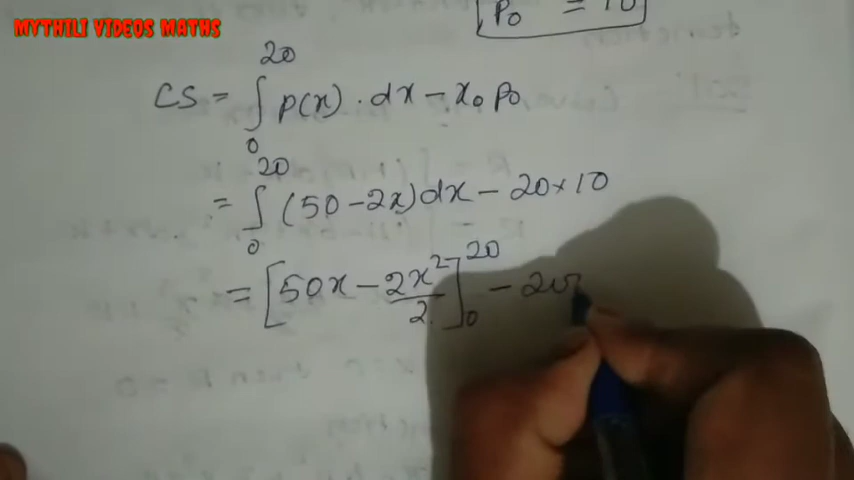 MYTHILI VIDEOS MATHS
P₀ = 10
CS = ∫₀²⁰ p(x) · dx − x₀ p₀
= ∫₀²⁰ (50 − 2x) dx − 20 × 10
= [50x − 2x²/2]₀²⁰ − 20